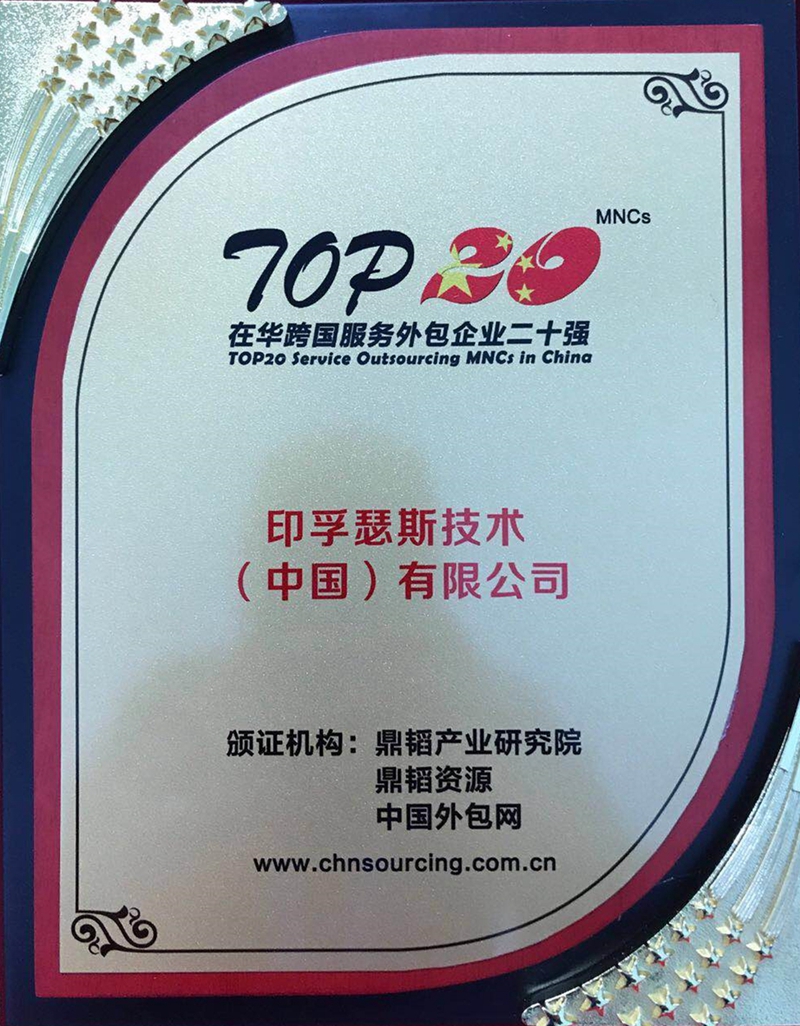 TOP 20 MNCs
在华跨国服务外包企业二十强
TOP20 Service Outsourcing MNCs in China
印孚瑟斯技术
（中国）有限公司
颁证机构：鼎韬产业研究院
鼎韬资源
中国外包网
www.chnsourcing.com.cn